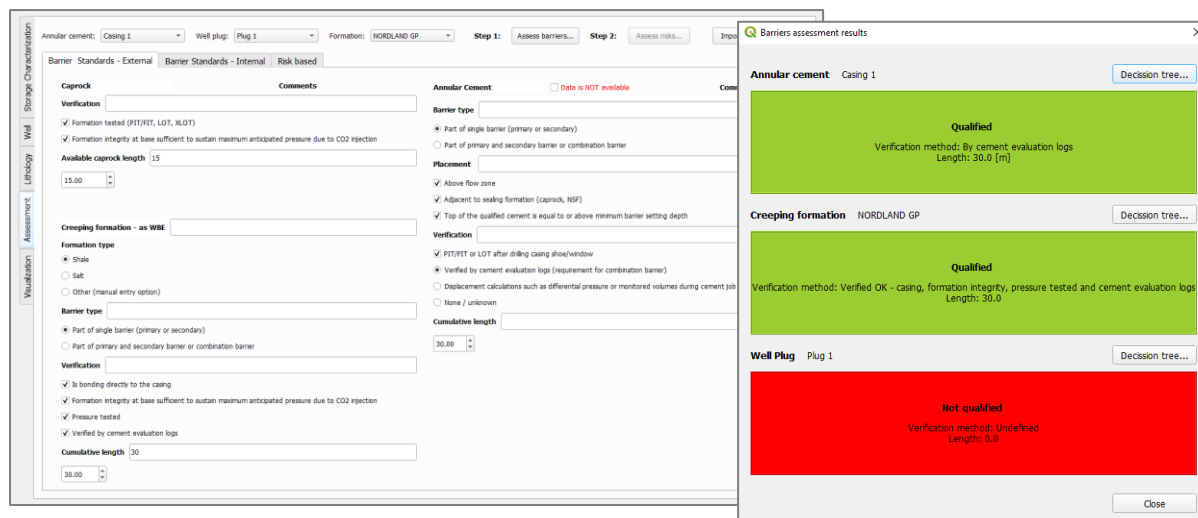 Annular cement: Casing 1 Well plug: Plug 1 Formation: NORDLAND GP Step 1: Assess barriers... Step 2: Assess risks... Impo
Barrier Standards - External Barrier Standards - Internal Risk based
Storage Characterization
Well
Lithology
Assessment
Visualization
Caprock Comments
Verification
Formation tested (PIT/FIT, LOT, XLOT)
Formation integrity at base sufficient to sustain maximum anticipated pressure due to CO2 injection
Available caprock length 15
15.00
Creeping formation - as WBE
Formation type
Shale
Salt
Other (manual entry option)
Barrier type
Part of single barrier (primary or secondary)
Part of primary and secondary barrier or combination barrier
Verification
Is bonding directly to the casing
Formation integrity at base sufficient to sustain maximum anticipated pressure due to CO2 injection
Pressure tested
Verified by cement evaluation logs
Cumulative length 30
30.00
Annular Cement Data is NOT available Com
Barrier type
Part of single barrier (primary or secondary)
Part of primary and secondary barrier or combination barrier
Placement
Above flow zone
Adjacent to sealing formation (caprock, NSF)
Top of the qualified cement is equal to or above minimum barrier setting depth
Verification
PIT/FIT or LOT after drilling casing shoe/window
Verified by cement evaluation logs (requirement for combination barrier)
Displacement calculations such as differential pressure or monitored volumes during cement job
None / unknown
Cumulative length
30.00
Barriers assessment results
Annular cement Casing 1 Decission tree...
Qualified
Verification method: By cement evaluation logs
Length: 30.0 [m]
Creeping formation NORDLAND GP Decission tree...
Qualified
Verification method: Verified OK - casing, formation integrity, pressure tested and cement evaluation logs
Length: 30.0
Well Plug Plug 1 Decission tree...
Not qualified
Verification method: Undefined
Length: 0.0
Close